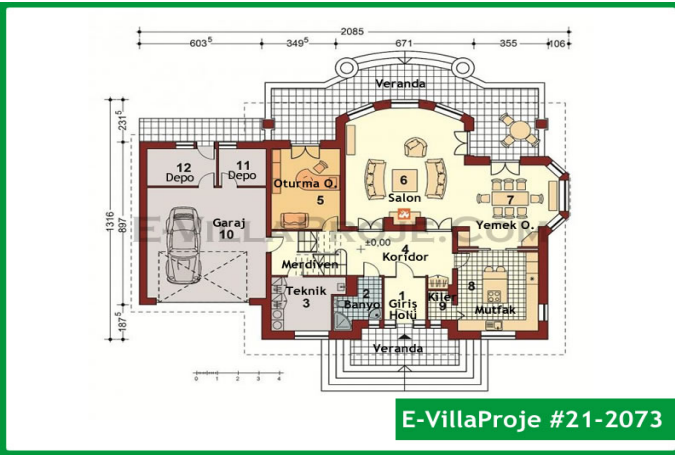 2085
603⁵
349⁵
671
355
106
Veranda
231⁵
1316
897
187⁵
12
Depo
11
Depo
Oturma O.
5
6
Salon
7
Yemek O.
Garaj
10
E-VILLAPROJE.COM
±0,00
4
Koridor
Merdiven
Teknik
3
2
Banyo
1
Giriş
Holü
Kiler
9
8
Mutfak
Veranda
0 1 2 3 4
E-VillaProje #21-2073